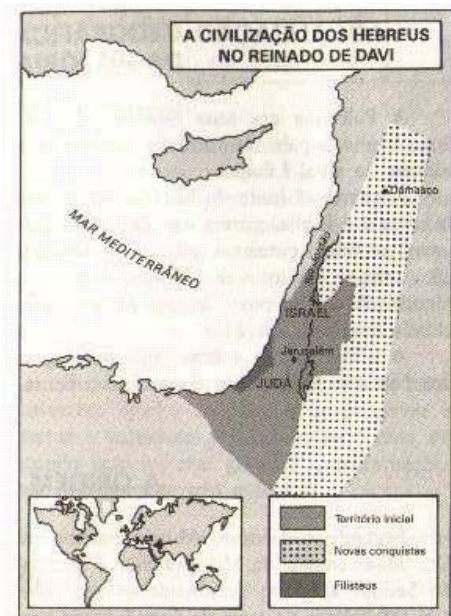 A CIVILIZAÇÃO DOS HEBREUS
NO REINADO DE DAVI
Damasco
MAR MEDITERRÂNEO
ISRAEL
Jerusalém
JUDÁ
Território Inicial
Novas conquistas
Filisteus